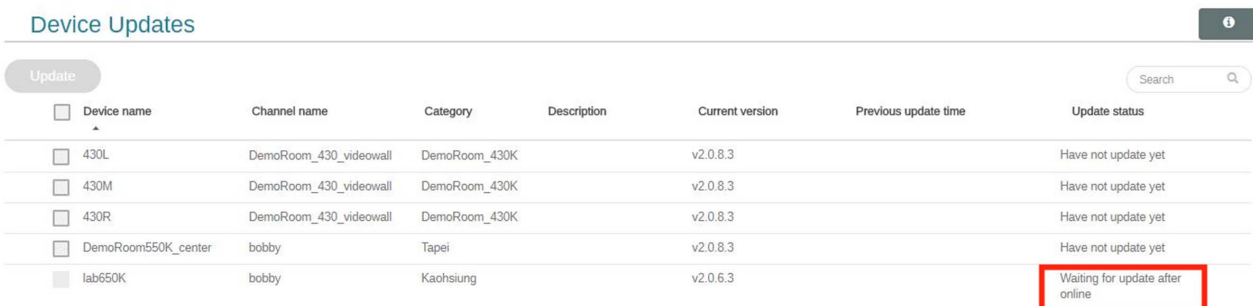 Device Updates
Update
Search
Device name Channel name Category Description Current version Previous update time Update status
430L DemoRoom_430_videowall DemoRoom_430K v2.0.8.3 Have not update yet
430M DemoRoom_430_videowall DemoRoom_430K v2.0.8.3 Have not update yet
430R DemoRoom_430_videowall DemoRoom_430K v2.0.8.3 Have not update yet
DemoRoom550K_center bobby Tapei v2.0.8.3 Have not update yet
lab650K bobby Kaohsiung v2.0.6.3 Waiting for update after
online